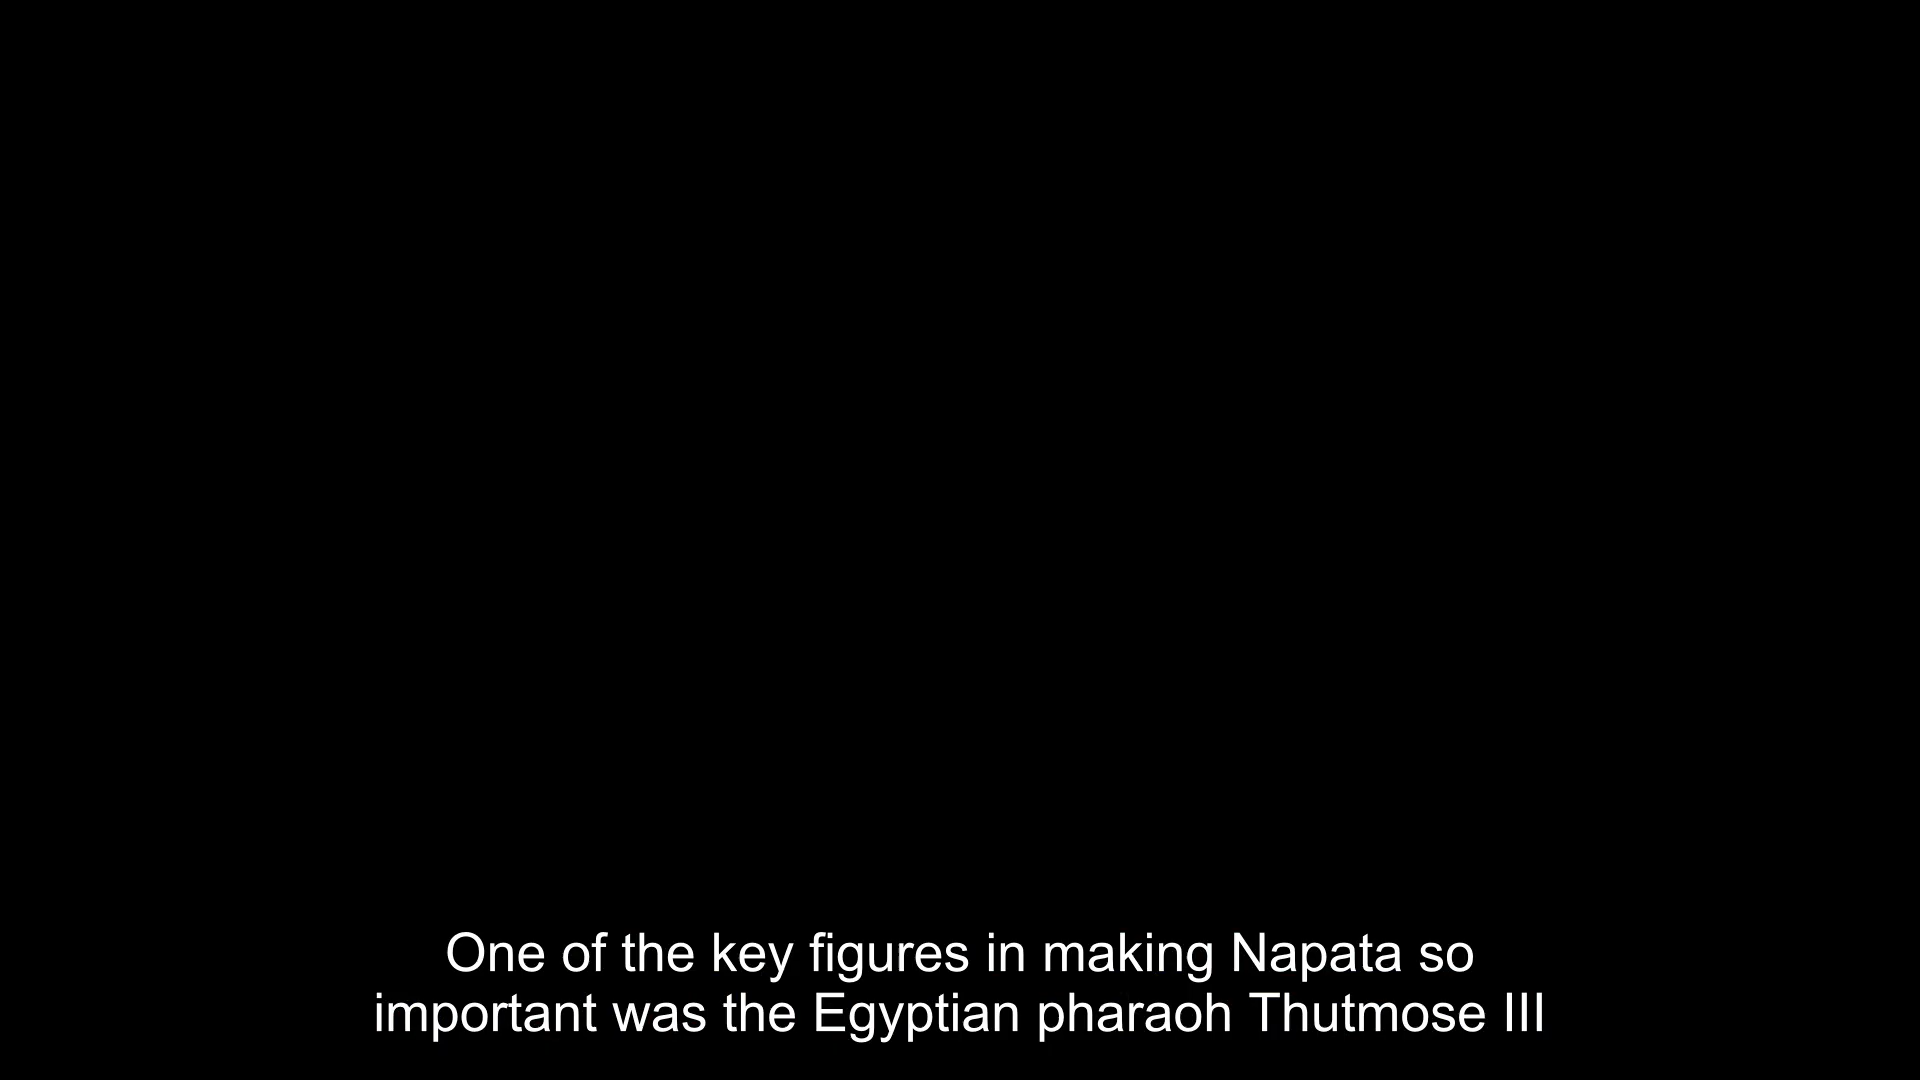 One of the key figures in making Napata so
important was the Egyptian pharaoh Thutmose III